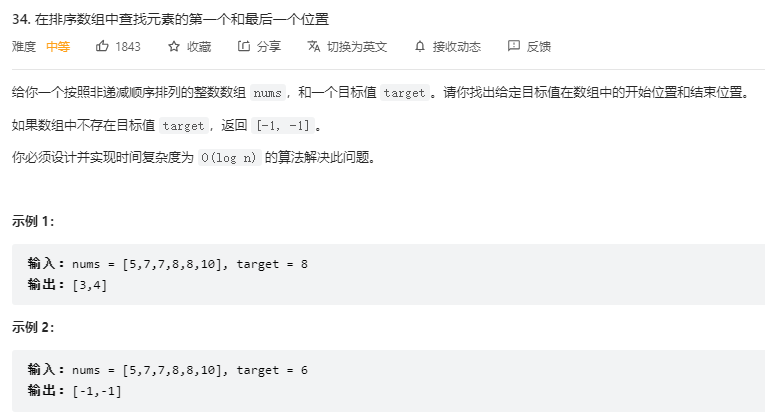 34. 在排序数组中查找元素的第一个和最后一个位置
难度 中等 1843 收藏 分享 切换为英文 接收动态 反馈
给你一个按照非递减顺序排列的整数数组 nums，和一个目标值 target。请你找出给定目标值在数组中的开始位置和结束位置。
如果数组中不存在目标值 target，返回 [-1, -1]。
你必须设计并实现时间复杂度为 O(log n) 的算法解决此问题。
示例 1：
输入：nums = [5,7,7,8,8,10], target = 8
输出：[3,4]
示例 2：
输入：nums = [5,7,7,8,8,10], target = 6
输出：[-1,-1]